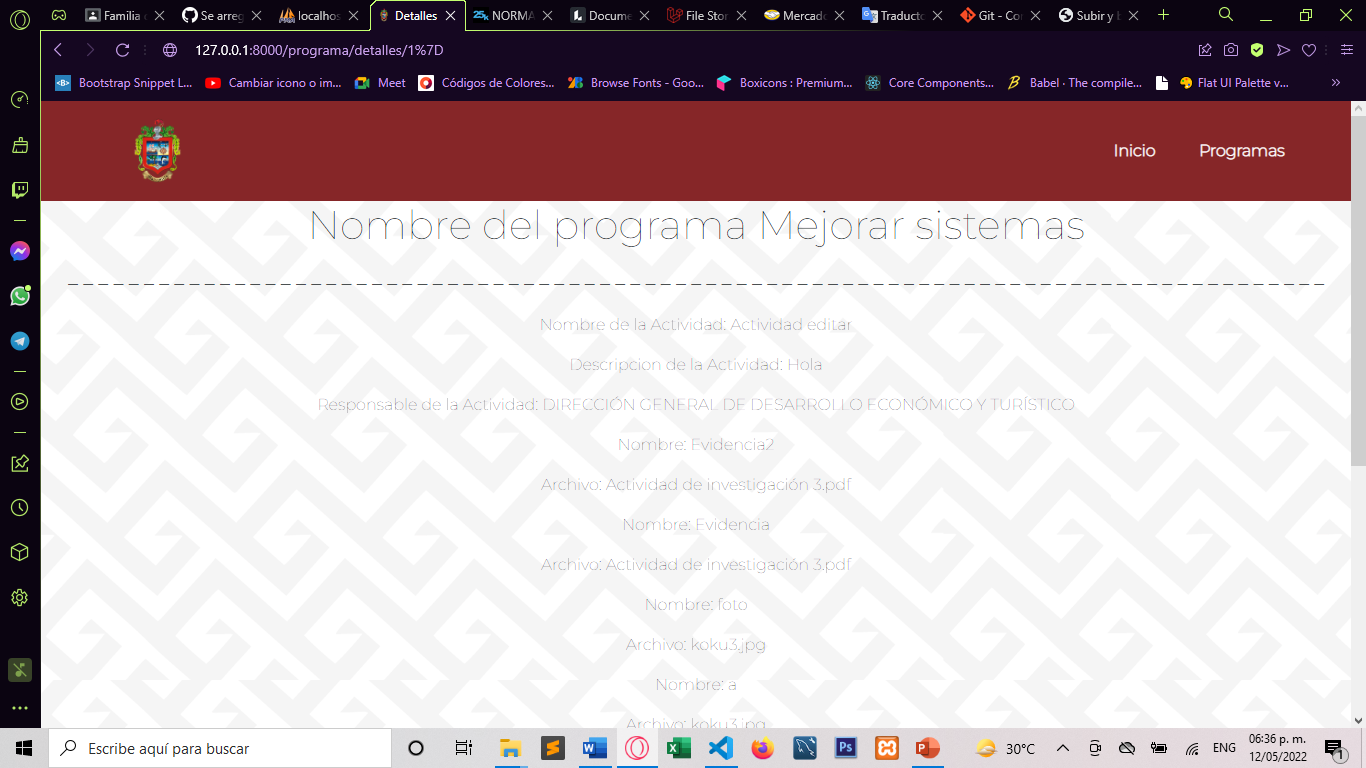 Familia
Se arreg
localhos
Detalles
NORMA
Docume
File Stor
Mercado
Traducto
Git - Co
Subir y b
127.0.0.1:8000/programa/detalles/1%7D
Bootstrap Snippet L...
Cambiar icono o im...
Meet
Códigos de Colores...
Browse Fonts - Goo...
Boxicons : Premium...
Core Components...
Babel · The compile...
Flat UI Palette v...
Inicio
Programas
Nombre del programa Mejorar sistemas
Nombre de la Actividad: Actividad editar
Descripcion de la Actividad: Hola
Responsable de la Actividad: DIRECCIÓN GENERAL DE DESARROLLO ECONÓMICO Y TURÍSTICO
Nombre: Evidencia2
Archivo: Actividad de investigación 3.pdf
Nombre: Evidencia
Archivo: Actividad de investigación 3.pdf
Nombre: foto
Archivo: koku3.jpg
Nombre: a
Archivo: koku3.jpg
Escribe aquí para buscar
30°C
ENG
06:36 p. m.
12/05/2022
1